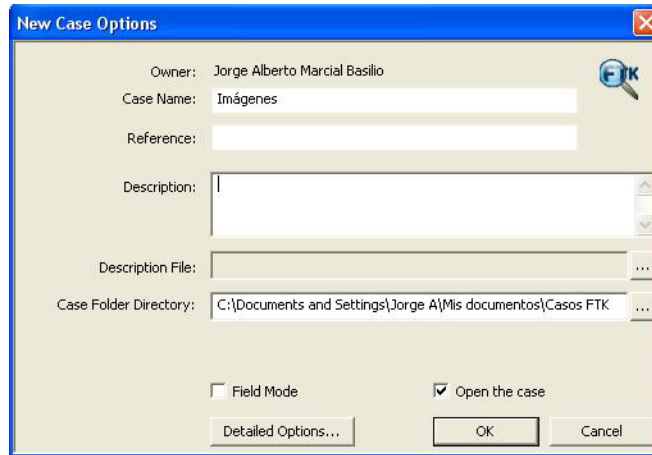 New Case Options
FTK
Owner: Jorge Alberto Marcial Basilio
Case Name: Imágenes
Reference:
Description:
Description File:
...
Case Folder Directory: C:\Documents and Settings\Jorge A\Mis documentos\Casos FTK
...
Field Mode
Open the case
Detailed Options...
OK
Cancel